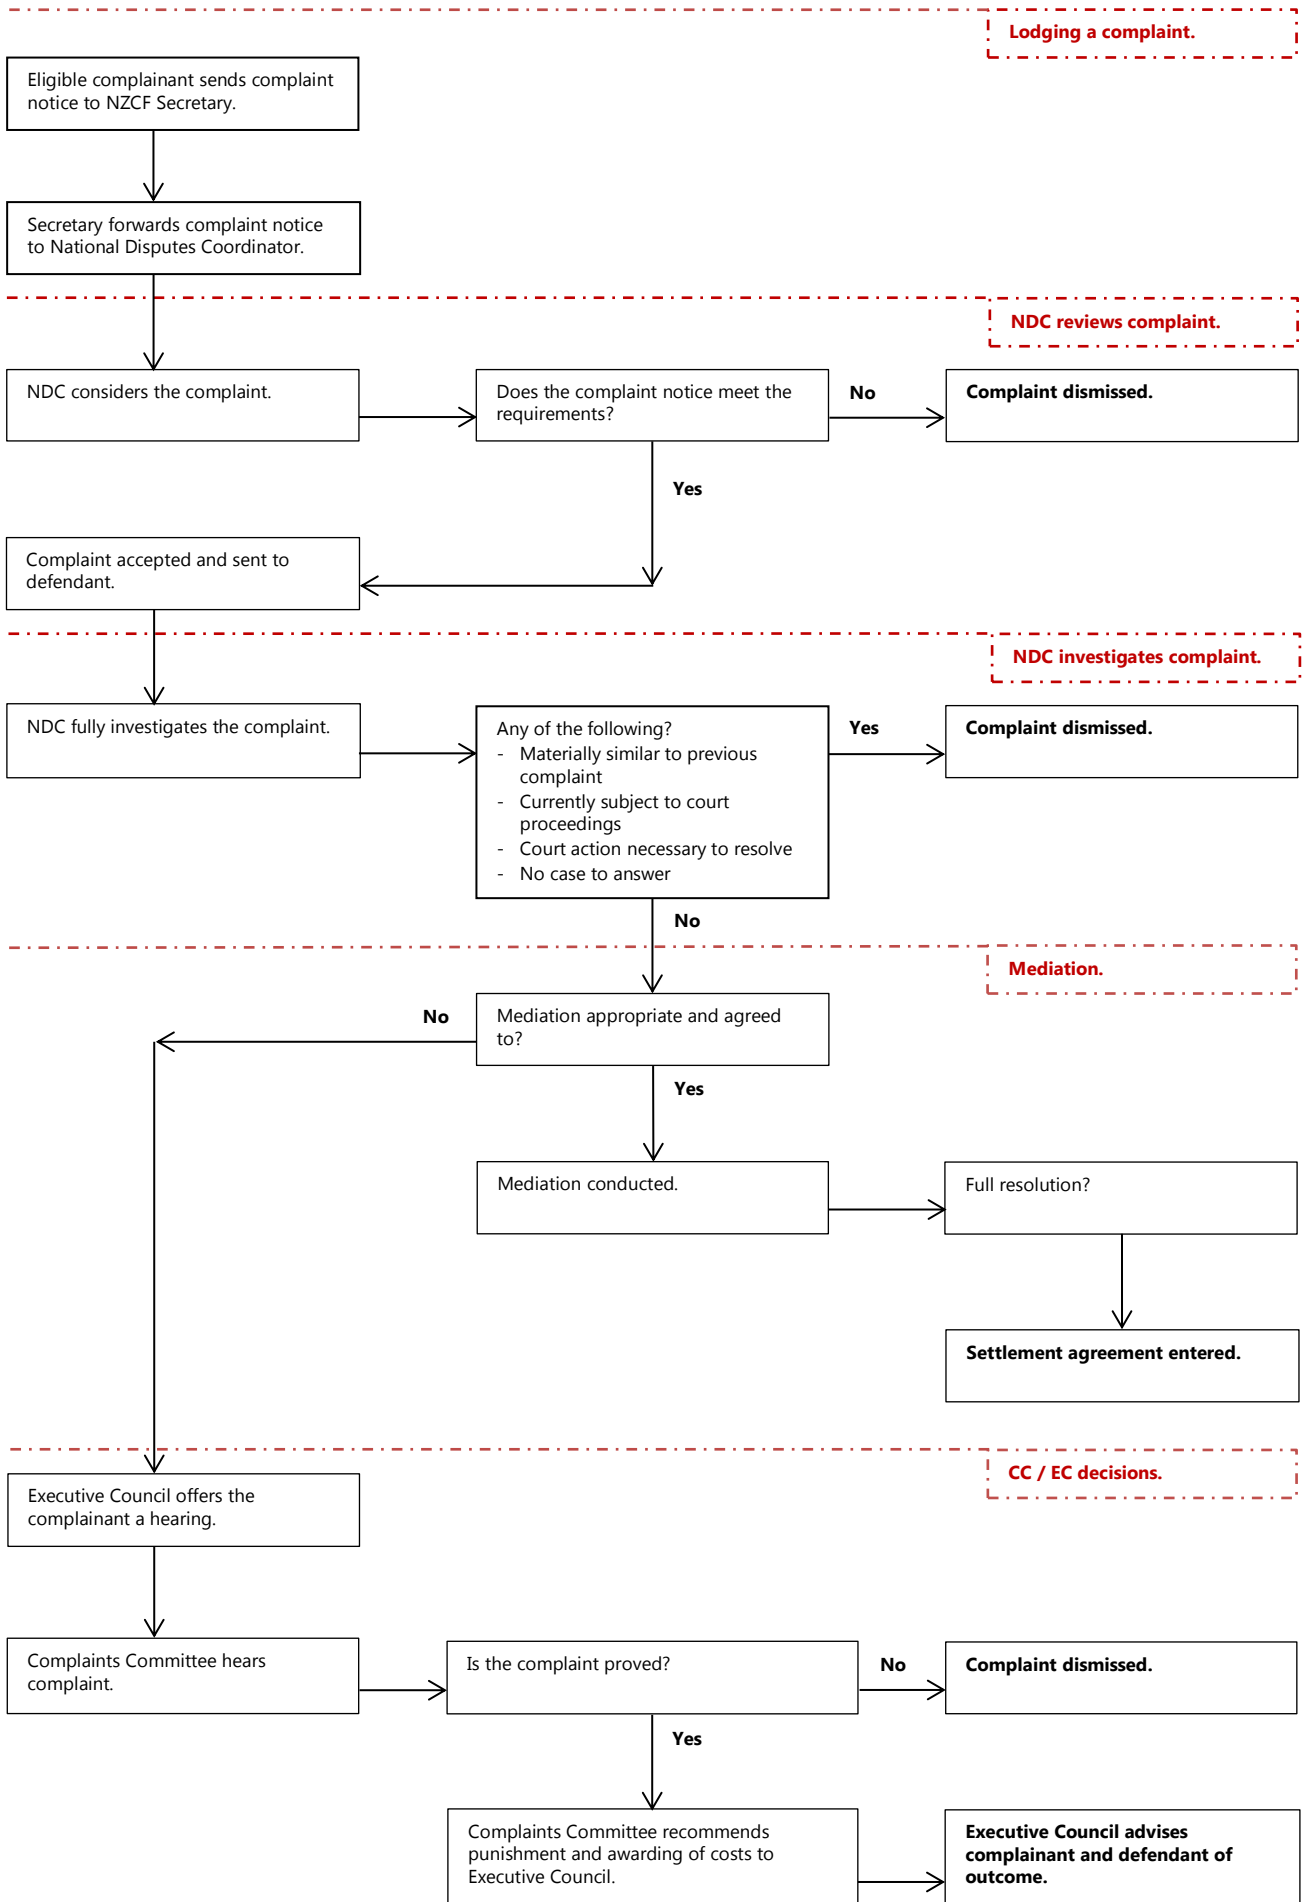 Lodging a complaint.
Eligible complainant sends complaint
notice to NZCF Secretary.
Secretary forwards complaint notice
to National Disputes Coordinator.
NDC reviews complaint.
NDC considers the complaint.
Does the complaint notice meet the
requirements?
No
Complaint dismissed.
Yes
Complaint accepted and sent to
defendant.
NDC investigates complaint.
NDC fully investigates the complaint.
Any of the following?
- Materially similar to previous
complaint
- Currently subject to court
proceedings
- Court action necessary to resolve
- No case to answer
Yes
Complaint dismissed.
No
Mediation.
No
Mediation appropriate and agreed
to?
Yes
Mediation conducted.
Full resolution?
Settlement agreement entered.
CC / EC decisions.
Executive Council offers the
complainant a hearing.
Complaints Committee hears
complaint.
Is the complaint proved?
No
Complaint dismissed.
Yes
Complaints Committee recommends
punishment and awarding of costs to
Executive Council.
Executive Council advises
complainant and defendant of
outcome.